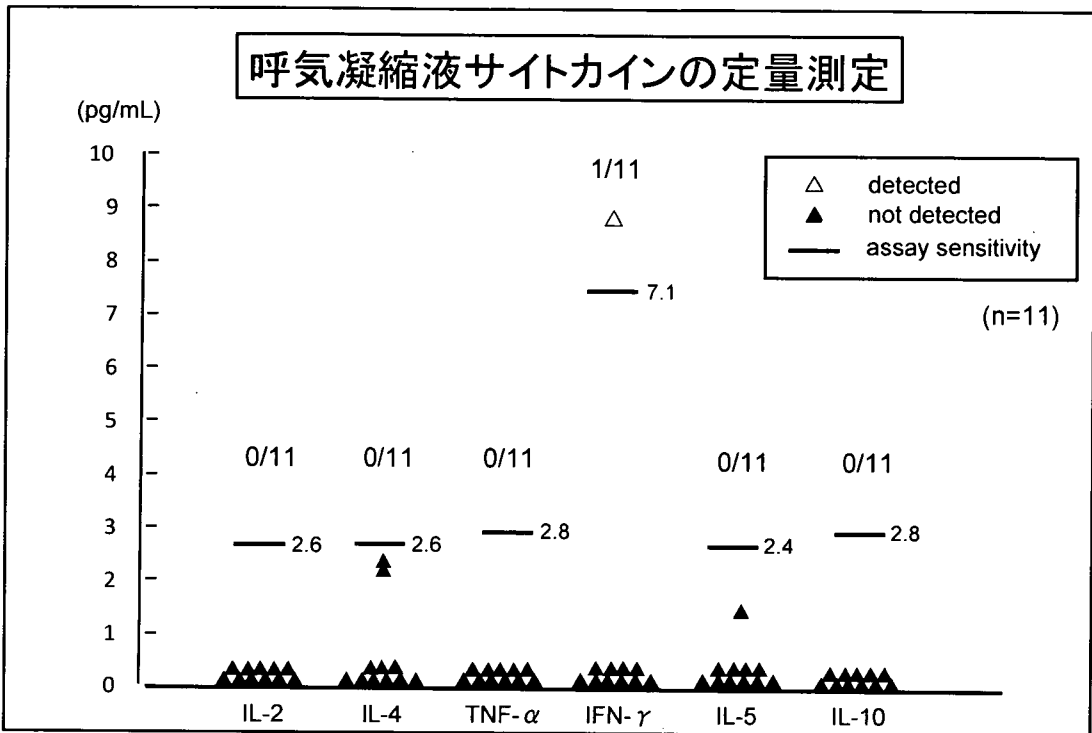 呼気凝縮液サイトカインの定量測定
(pg/mL)
10
9
8
7
6
5
4
3
2
1
0
1/11
7.1
△ detected
▲ not detected
assay sensitivity
(n=11)
0/11 0/11 0/11 0/11 0/11
2.6 2.6 2.8 2.4 2.8
IL-2 IL-4 TNF-α IFN-γ IL-5 IL-10